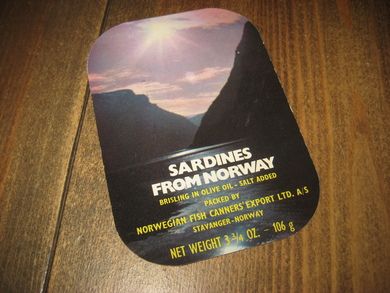 SARDINES
FROM NORWAY
BRISLING IN OLIVE OIL - SALT ADDED
PACKED BY
NORWEGIAN FISH CANNERS' EXPORT LTD. A/S
STAVANGER - NORWAY
NET WEIGHT 3 3/4 OZ. - 106 g